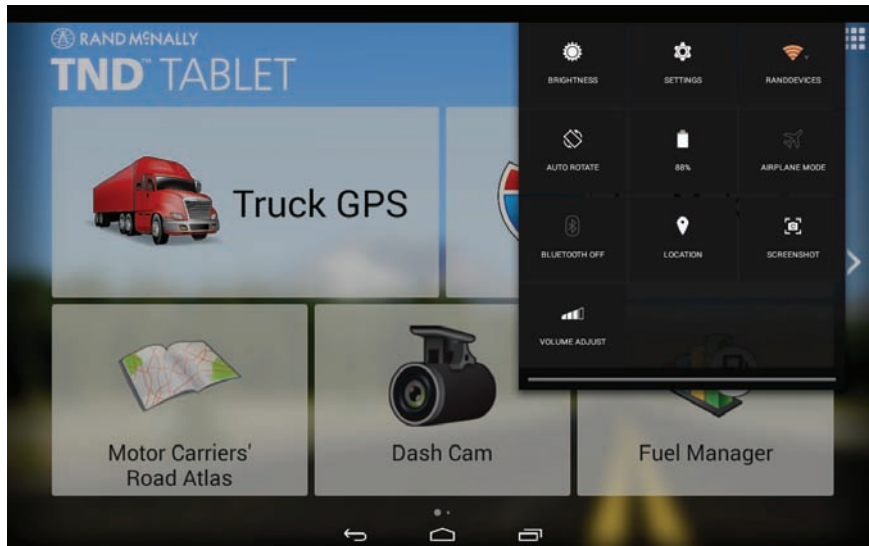 RAND MCNALLY
TND™ TABLET
BRIGHTNESS
SETTINGS
RANDDEVICES
AUTO ROTATE
88%
AIRPLANE MODE
BLUETOOTH OFF
LOCATION
SCREENSHOT
VOLUME ADJUST
Truck GPS
Motor Carriers'
Road Atlas
Dash Cam
Fuel Manager